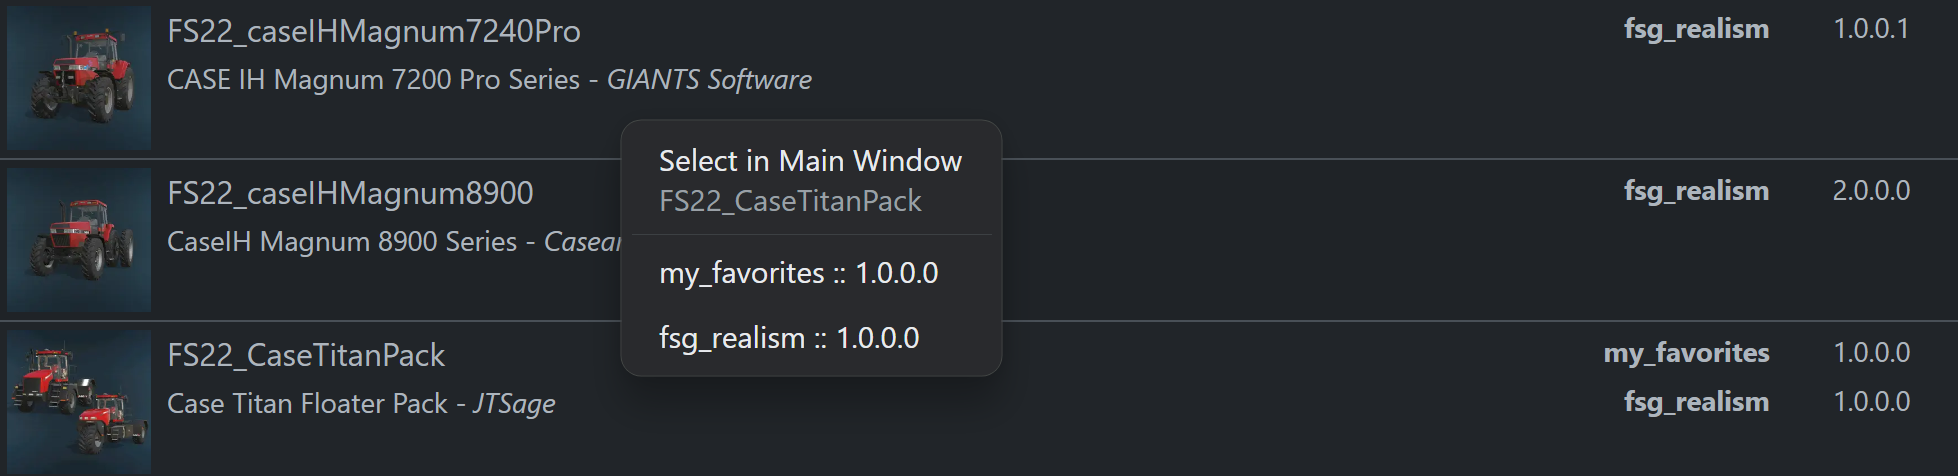 FS22_caseIHMagnum7240Pro
fsg_realism 1.0.0.1
CASE IH Magnum 7200 Pro Series - GIANTS Software
Select in Main Window
FS22_CaseTitanPack
my_favorites :: 1.0.0.0
fsg_realism :: 1.0.0.0
FS22_caseIHMagnum8900
fsg_realism 2.0.0.0
CaseIH Magnum 8900 Series -
FS22_CaseTitanPack
my_favorites 1.0.0.0
Case Titan Floater Pack - JTSage
fsg_realism 1.0.0.0